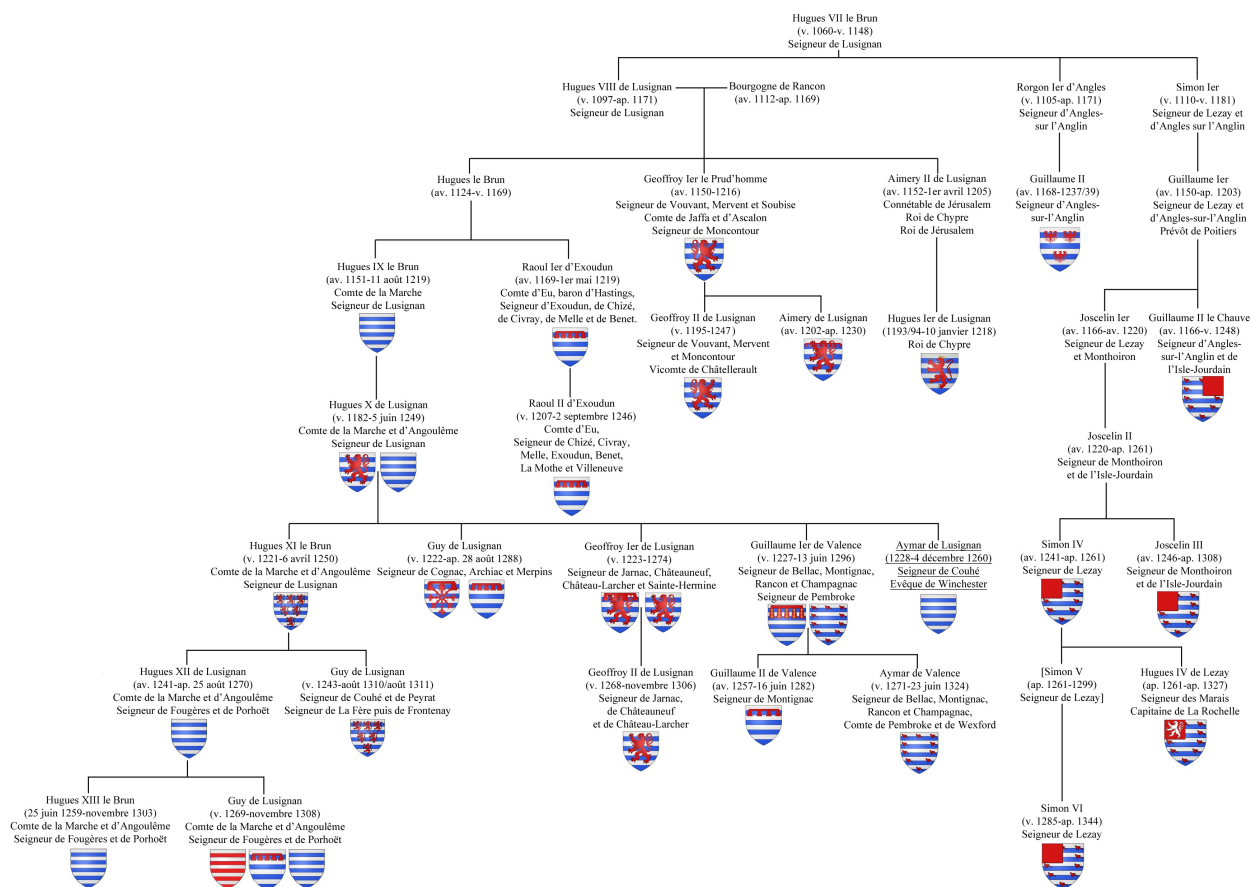 Hugues VII le Brun
(v. 1060-v. 1148)
Seigneur de Lusignan
Hugues VIII de Lusignan
(v. 1097-ap. 1171)
Seigneur de Lusignan
Bourgogne de Rancon
(av. 1112-ap. 1169)
Rorgon Ier d'Angles
(v. 1105-ap. 1171)
Seigneur d'Angles-
sur l'Anglin
Simon Ier
(v. 1110-v. 1181)
Seigneur de Lezay et
d'Angles sur l'Anglin
Hugues le Brun
(av. 1124-v. 1169)
Geoffroy Ier le Prud'homme
(av. 1150-1216)
Seigneur de Vouvant, Mervent et Soubise
Comte de Jaffa et d'Ascalon
Seigneur de Moncontour
Aimery II de Lusignan
(av. 1152-1er avril 1205)
Connétable de Jérusalem
Roi de Chypre
Roi de Jérusalem
Guillaume II
(av. 1168-1237/39)
Seigneur d'Angles-
sur-l'Anglin
Guillaume Ier
(av. 1150-ap. 1203)
Seigneur de Lezay et
d'Angles-sur-l'Anglin
Prévôt de Poitiers
Hugues IX le Brun
(av. 1151-11 août 1219)
Comte de la Marche
Seigneur de Lusignan
Raoul Ier d'Exoudun
(av. 1169-1er mai 1219)
Comte d'Eu, baron d'Hastings,
Seigneur d'Exoudun, de Chizé,
de Civray, de Melle et de Benet.
Geoffroy II de Lusignan
(v. 1195-1247)
Seigneur de Vouvant, Mervent
et Moncontour
Vicomte de Châtellerault
Aimery de Lusignan
(av. 1202-ap. 1230)
Hugues Ier de Lusignan
(1193/94-10 janvier 1218)
Roi de Chypre
Joscelin Ier
(av. 1166-av. 1220)
Seigneur de Lezay
et Monthoiron
Guillaume II le Chauve
(av. 1166-v. 1248)
Seigneur d'Angles-
sur-l'Anglin et de
l'Isle-Jourdain
Hugues X de Lusignan
(v. 1182-5 juin 1249)
Comte de la Marche et d'Angoulême
Seigneur de Lusignan
Raoul II d'Exoudun
(v. 1207-2 septembre 1246)
Comte d'Eu,
Seigneur de Chizé, Civray,
Melle, Exoudun, Benet,
La Mothe et Villeneuve
Joscelin II
(av. 1220-ap. 1261)
Seigneur de Monthoiron
et de l'Isle-Jourdain
Hugues XI le Brun
(v. 1221-6 avril 1250)
Comte de la Marche et d'Angoulême
Seigneur de Lusignan
Guy de Lusignan
(v. 1222-ap. 28 août 1288)
Seigneur de Cognac, Archiac et Merpins
Geoffroy Ier de Lusignan
(v. 1223-1274)
Seigneur de Jarnac, Châteauneuf,
Château-Larcher et Sainte-Hermine
Guillaume Ier de Valence
(v. 1227-13 juin 1296)
Seigneur de Bellac, Montignac,
Rancon et Champagnac
Seigneur de Pembroke
Aymar de Lusignan
(1228-4 décembre 1260)
Seigneur de Couhé
Evêque de Winchester
Simon IV
(av. 1241-ap. 1261)
Seigneur de Lezay
Joscelin III
(av. 1246-ap. 1308)
Seigneur de Monthoiron
et de l'Isle-Jourdain
Hugues XII de Lusignan
(av. 1241-ap. 25 août 1270)
Comte de la Marche et d'Angoulême
Seigneur de Fougères et de Porhoët
Guy de Lusignan
(v. 1243-août 1310/août 1311)
Seigneur de Couhé et de Peyrat
Seigneur de La Fère puis de Frontenay
Geoffroy II de Lusignan
(v. 1268-novembre 1306)
Seigneur de Jarnac,
de Châteauneuf
et de Château-Larcher
Guillaume II de Valence
(av. 1257-16 juin 1282)
Seigneur de Montignac
Aymar de Valence
(v. 1271-23 juin 1324)
Seigneur de Bellac, Montignac,
Rancon et Champagnac,
Comte de Pembroke et de Wexford
[Simon V
(ap. 1261-1299)
Seigneur de Lezay]
Hugues IV de Lezay
(ap. 1261-ap. 1327)
Seigneur des Marais
Capitaine de La Rochelle
Hugues XIII le Brun
(25 juin 1259-novembre 1303)
Comte de la Marche et d'Angoulême
Seigneur de Fougères et de Porhoët
Guy de Lusignan
(v. 1269-novembre 1308)
Comte de la Marche et d'Angoulême
Seigneur de Fougères et de Porhoët
Simon VI
(v. 1285-ap. 1344)
Seigneur de Lezay